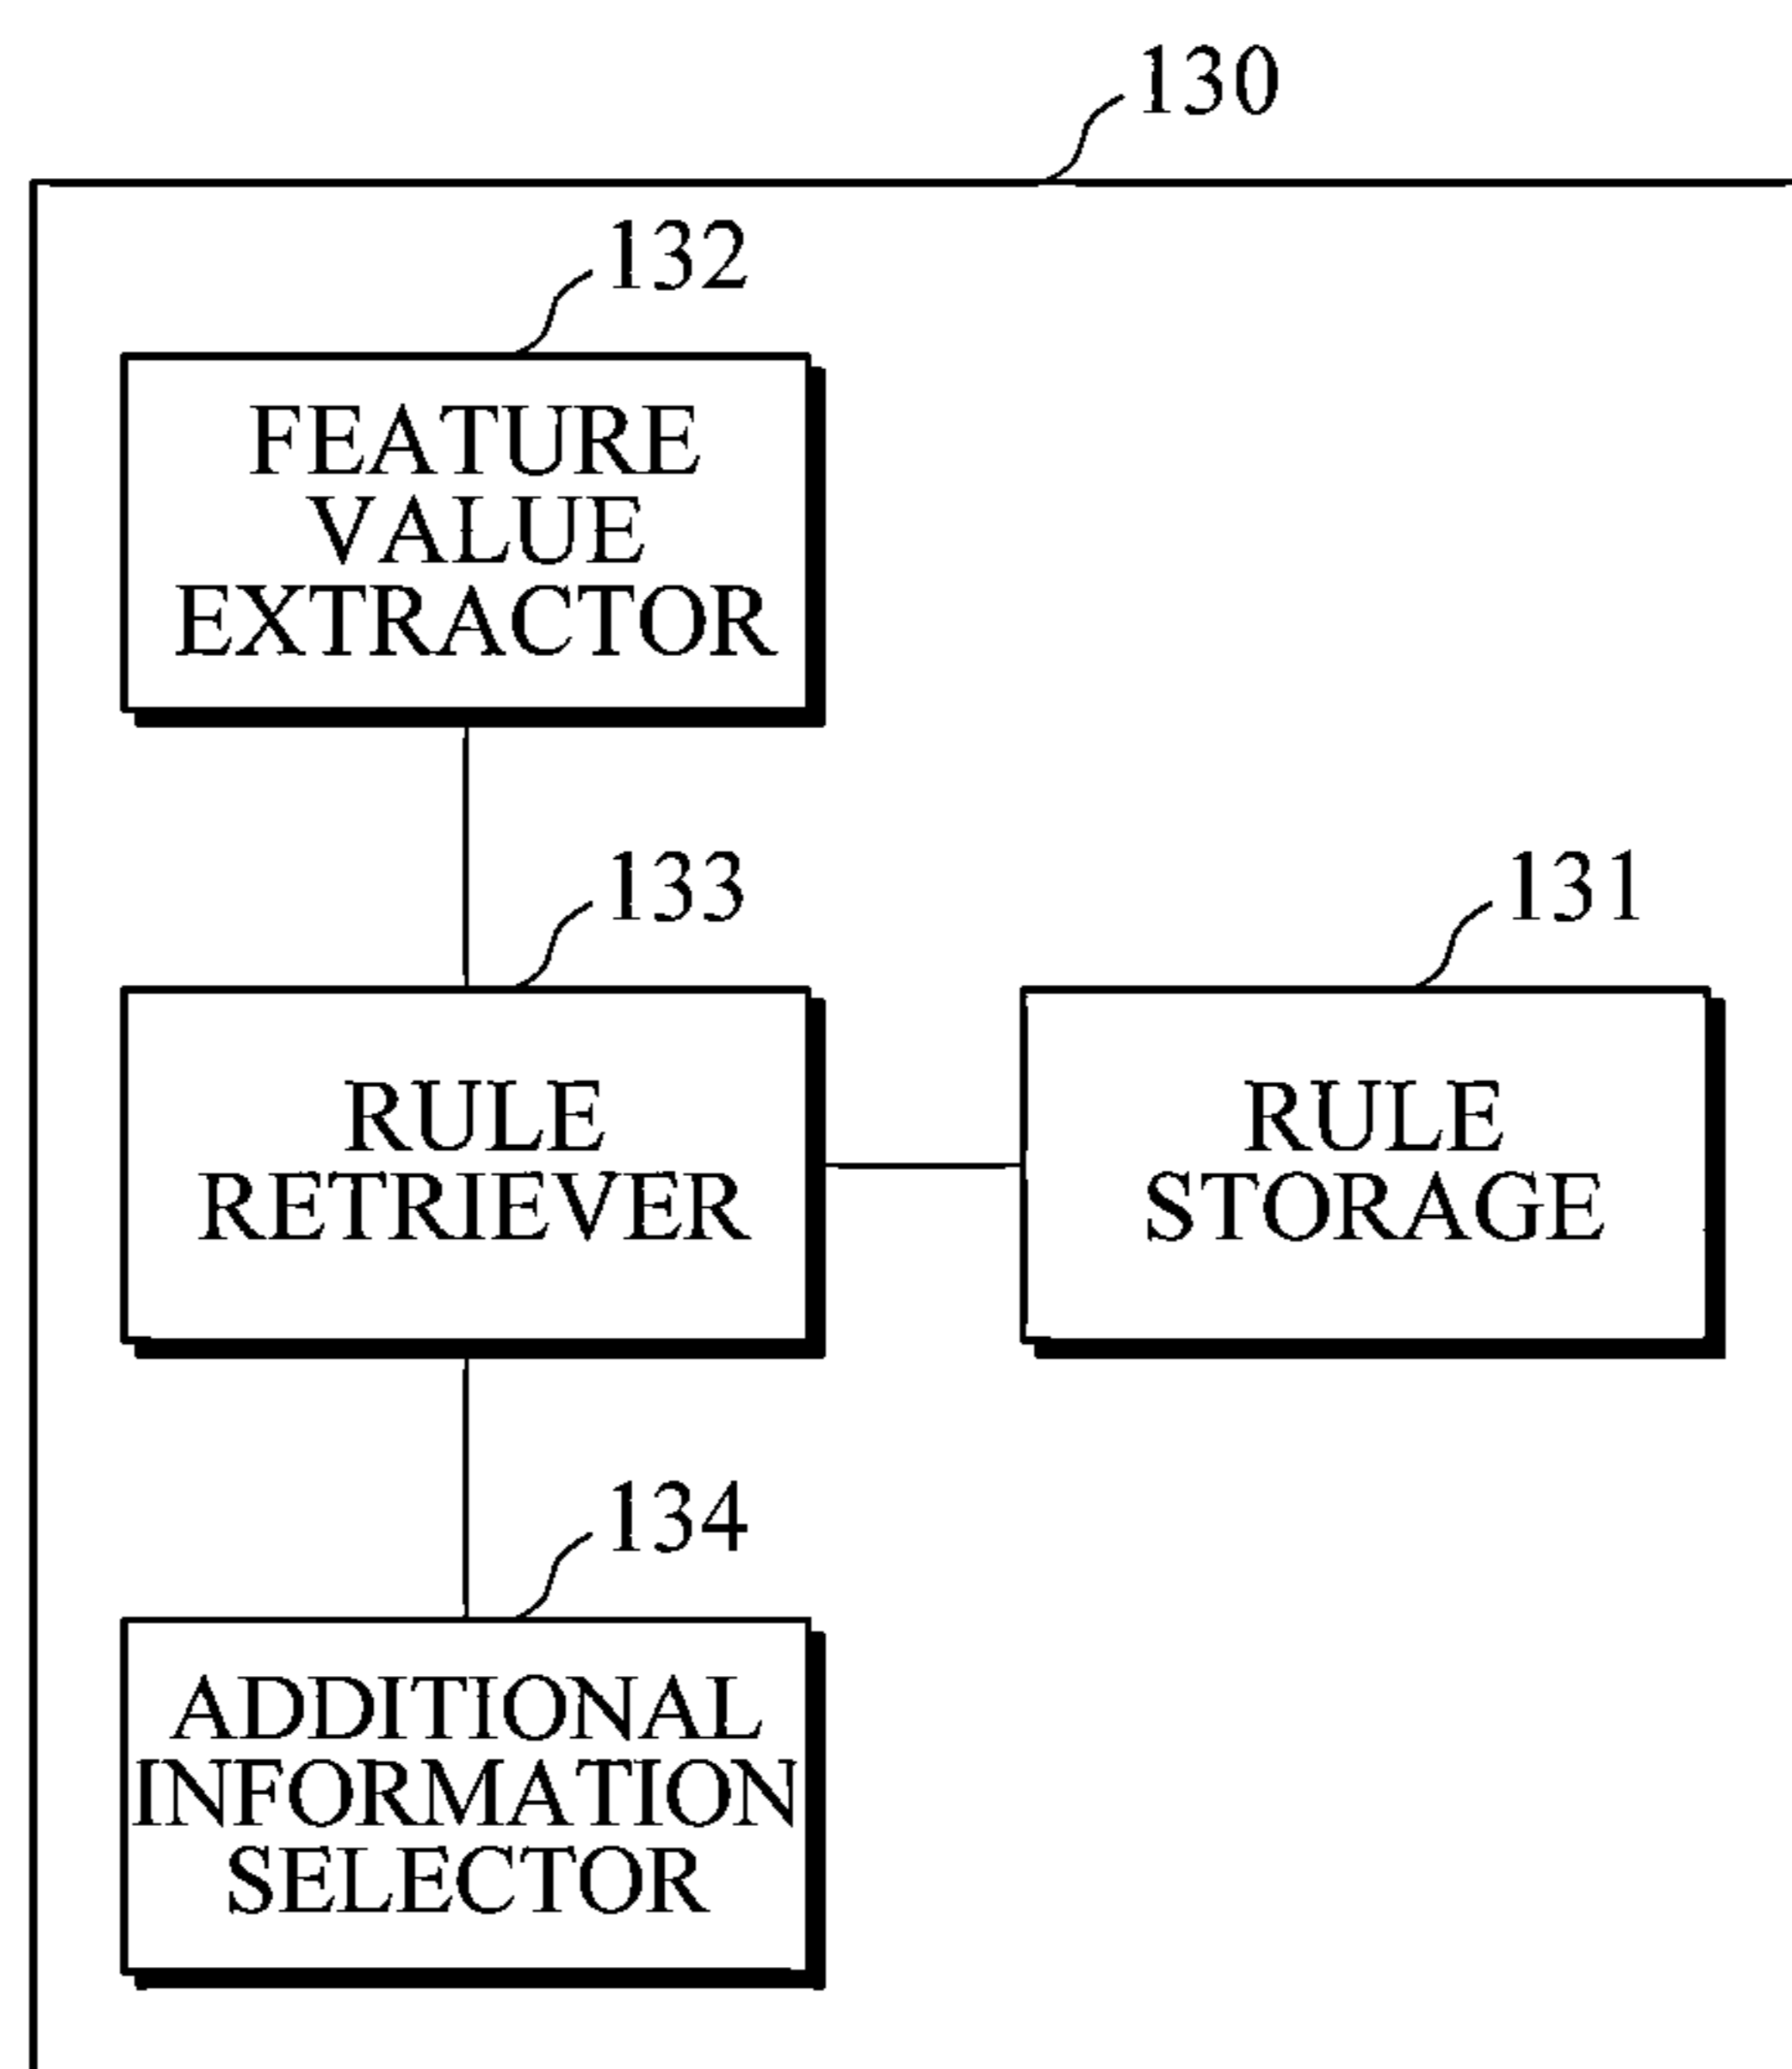 130
132
FEATURE
VALUE
EXTRACTOR
133
RULE
RETRIEVER
131
RULE
STORAGE
134
ADDITIONAL
INFORMATION
SELECTOR